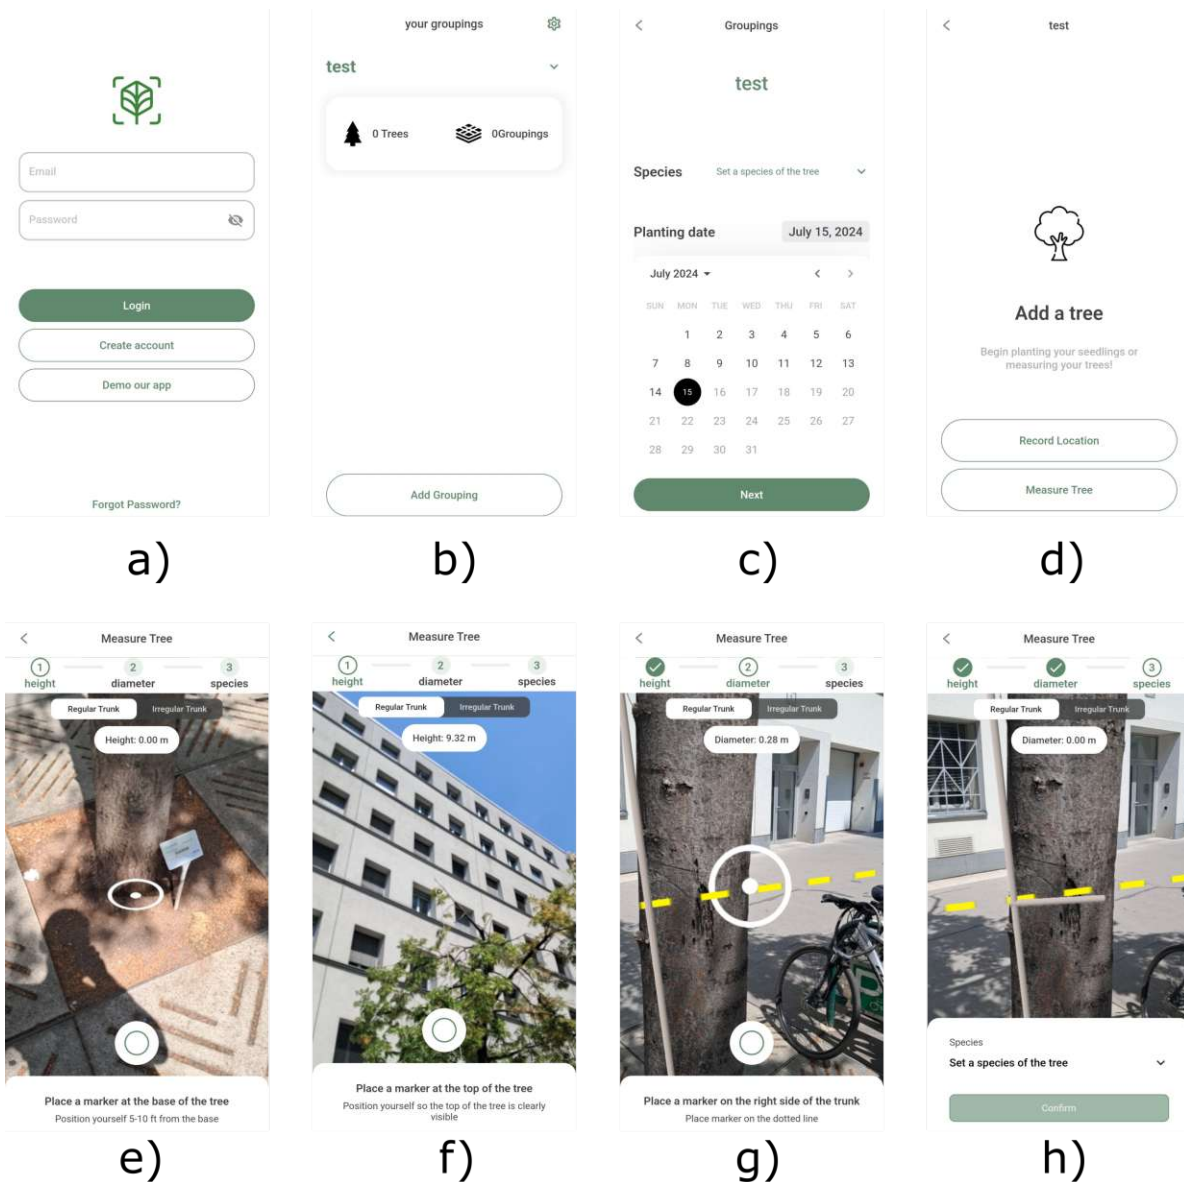 Email
Password
Login
Create account
Demo our app
Forgot Password?
a)
your groupings
test
0 Trees
0Groupings
Add Grouping
b)
Groupings
test
Species
Set a species of the tree
Planting date
July 15, 2024
July 2024
SUN MON TUE WED THU FRI SAT
1 2 3 4 5 6
7 8 9 10 11 12 13
14 15 16 17 18 19 20
21 22 23 24 25 26 27
28 29 30 31
Next
c)
test
Add a tree
Begin planting your seedlings or
measuring your trees!
Record Location
Measure Tree
d)
Measure Tree
1 2 3
height diameter species
Regular Trunk Irregular Trunk
Height: 0.00 m
Place a marker at the base of the tree
Position yourself 5-10 ft from the base
e)
Measure Tree
1 2 3
height diameter species
Regular Trunk Irregular Trunk
Height: 9.32 m
Place a marker at the top of the tree
Position yourself so the top of the tree is clearly
visible
f)
Measure Tree
2 3
height diameter species
Regular Trunk Irregular Trunk
Diameter: 0.28 m
Place a marker on the right side of the trunk
Place marker on the dotted line
g)
Measure Tree
3
height diameter species
Regular Trunk Irregular Trunk
Diameter: 0.00 m
Species
Set a species of the tree
Confirm
h)